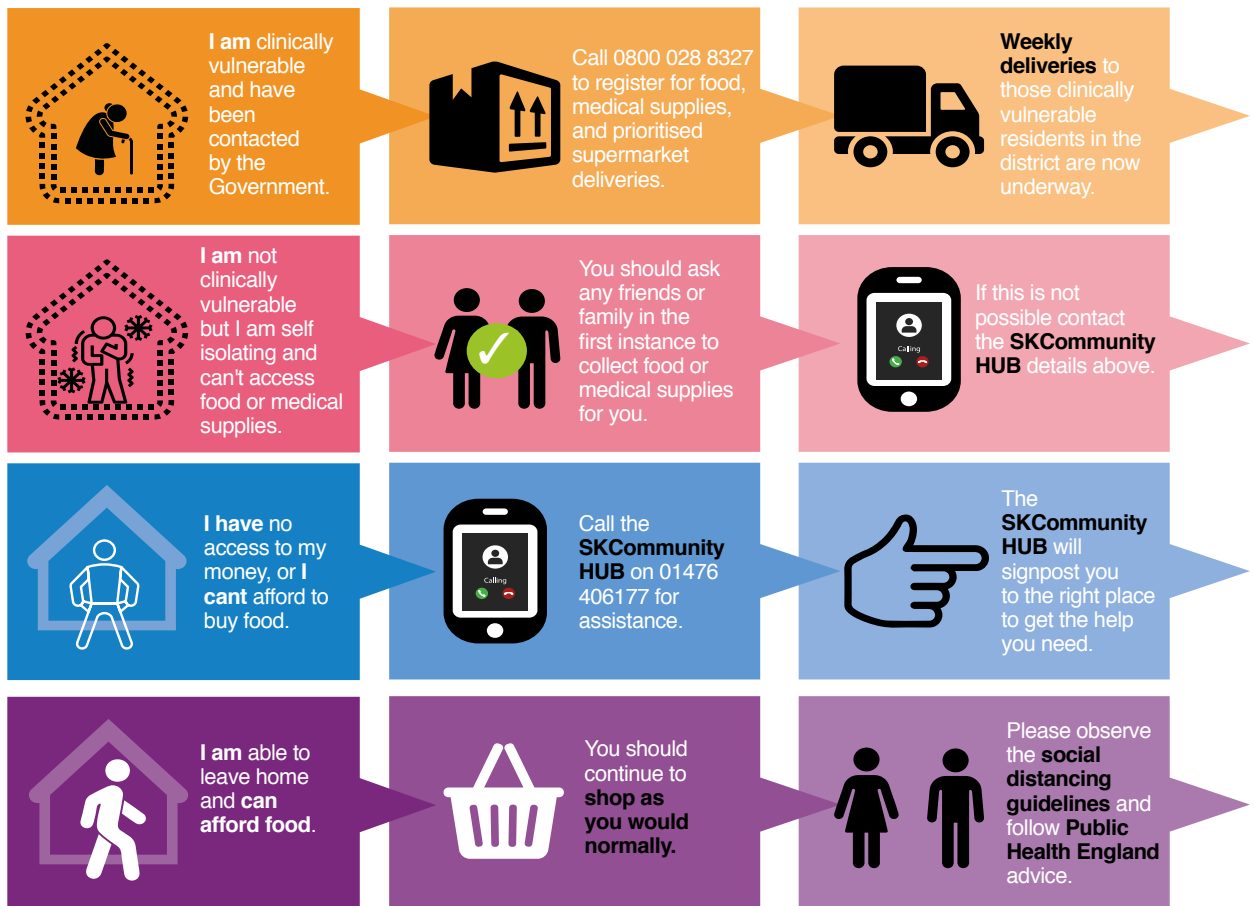 I am clinically
vulnerable
and have
been
contacted
by the
Government.
Call 0800 028 8327
to register for food,
medical supplies,
and prioritised
supermarket
deliveries.
Weekly
deliveries to
those clinically
vulnerable
residents in the
district are now
underway.
I am not
clinically
vulnerable
but I am self
isolating and
can't access
food or medical
supplies.
You should ask
any friends or
family in the
first instance to
collect food or
medical supplies
for you.
Calling
If this is not
possible contact
the SKCommunity
HUB details above.
I have no
access to my
money, or I
cant afford to
buy food.
Calling
Call the
SKCommunity
HUB on 01476
406177 for
assistance.
The
SKCommunity
HUB will
signpost you
to the right place
to get the help
you need.
I am able to
leave home
and can
afford food.
You should
continue to
shop as
you would
normally.
Please observe
the social
distancing
guidelines and
follow Public
Health England
advice.